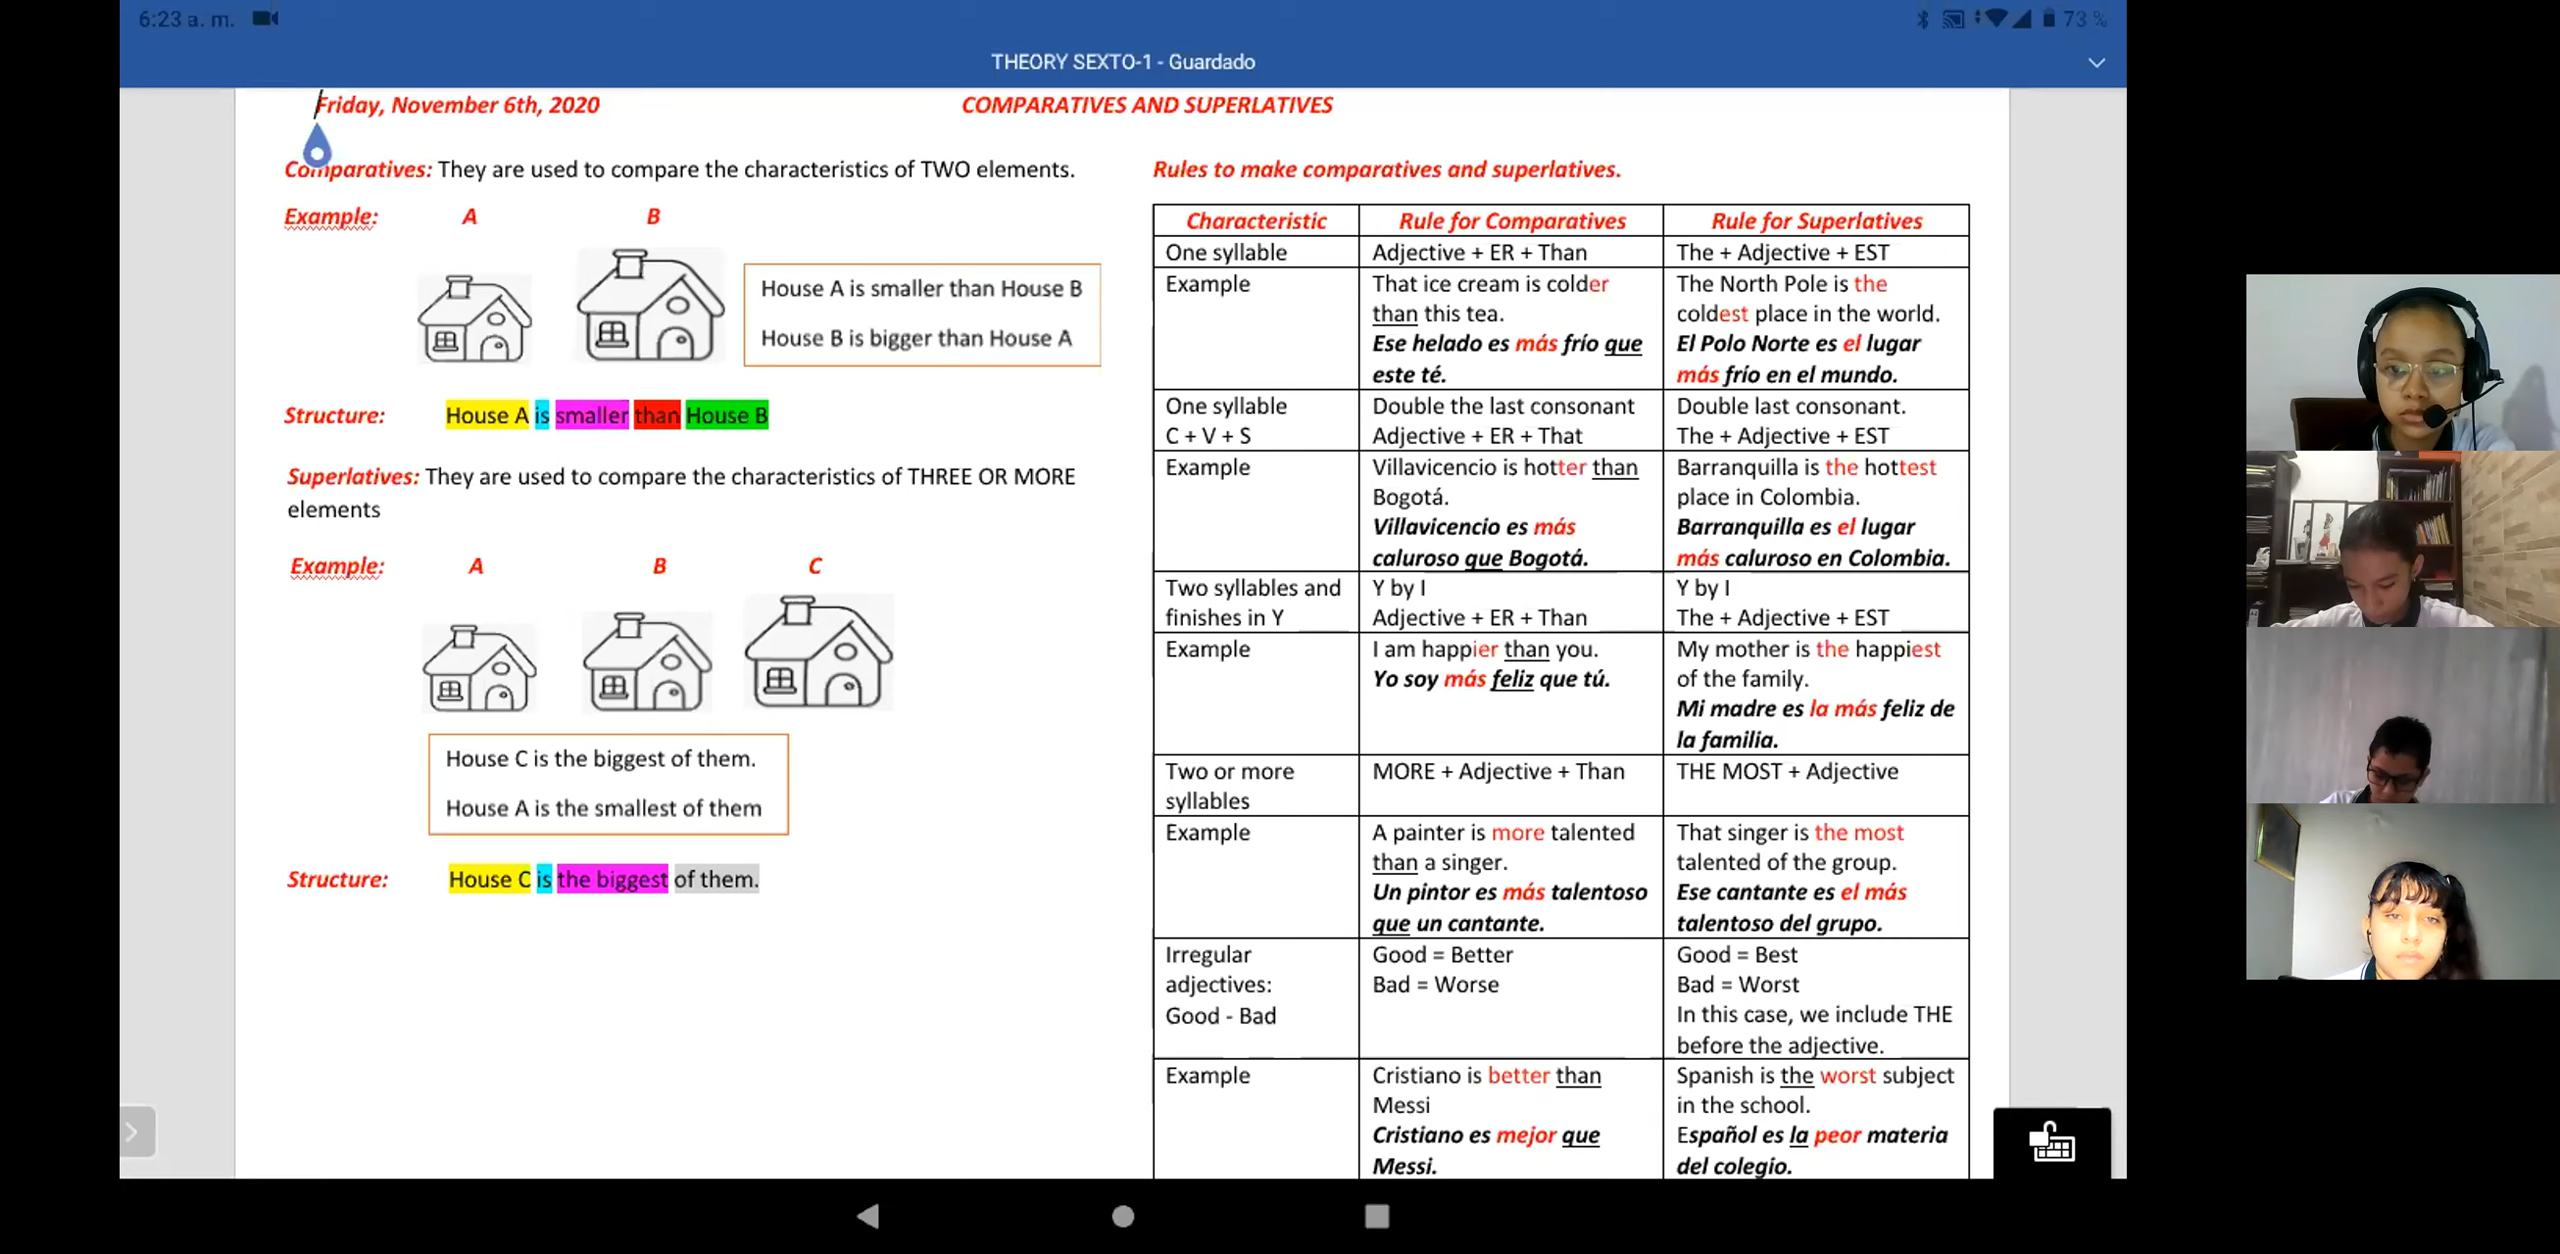 6:23 a. m.
73 %
THEORY SEXTO-1 - Guardado
Friday, November 6th, 2020
COMPARATIVES AND SUPERLATIVES
Comparatives: They are used to compare the characteristics of TWO elements.
Example:
A
B
House A is smaller than House B
House B is bigger than House A
Structure:
House A is smaller than House B
Superlatives: They are used to compare the characteristics of THREE OR MORE
elements
Example:
A
B
C
House C is the biggest of them.
House A is the smallest of them
Structure:
House C is the biggest of them.
Rules to make comparatives and superlatives.
Characteristic
Rule for Comparatives
Rule for Superlatives
One syllable
Adjective + ER + Than
The + Adjective + EST
Example
That ice cream is colder
than this tea.
Ese helado es más frío que
este té.
The North Pole is the
coldest place in the world.
El Polo Norte es el lugar
más frío en el mundo.
One syllable
C + V + S
Double the last consonant
Adjective + ER + That
Double last consonant.
The + Adjective + EST
Example
Villavicencio is hotter than
Bogotá.
Villavicencio es más
caluroso que Bogotá.
Barranquilla is the hottest
place in Colombia.
Barranquilla es el lugar
más caluroso en Colombia.
Two syllables and
finishes in Y
Y by I
Adjective + ER + Than
Y by I
The + Adjective + EST
Example
I am happier than you.
Yo soy más feliz que tú.
My mother is the happiest
of the family.
Mi madre es la más feliz de
la familia.
Two or more
syllables
MORE + Adjective + Than
THE MOST + Adjective
Example
A painter is more talented
than a singer.
Un pintor es más talentoso
que un cantante.
That singer is the most
talented of the group.
Ese cantante es el más
talentoso del grupo.
Irregular
adjectives:
Good - Bad
Good = Better
Bad = Worse
Good = Best
Bad = Worst
In this case, we include THE
before the adjective.
Example
Cristiano is better than
Messi
Cristiano es mejor que
Messi.
Spanish is the worst subject
in the school.
Español es la peor materia
del colegio.